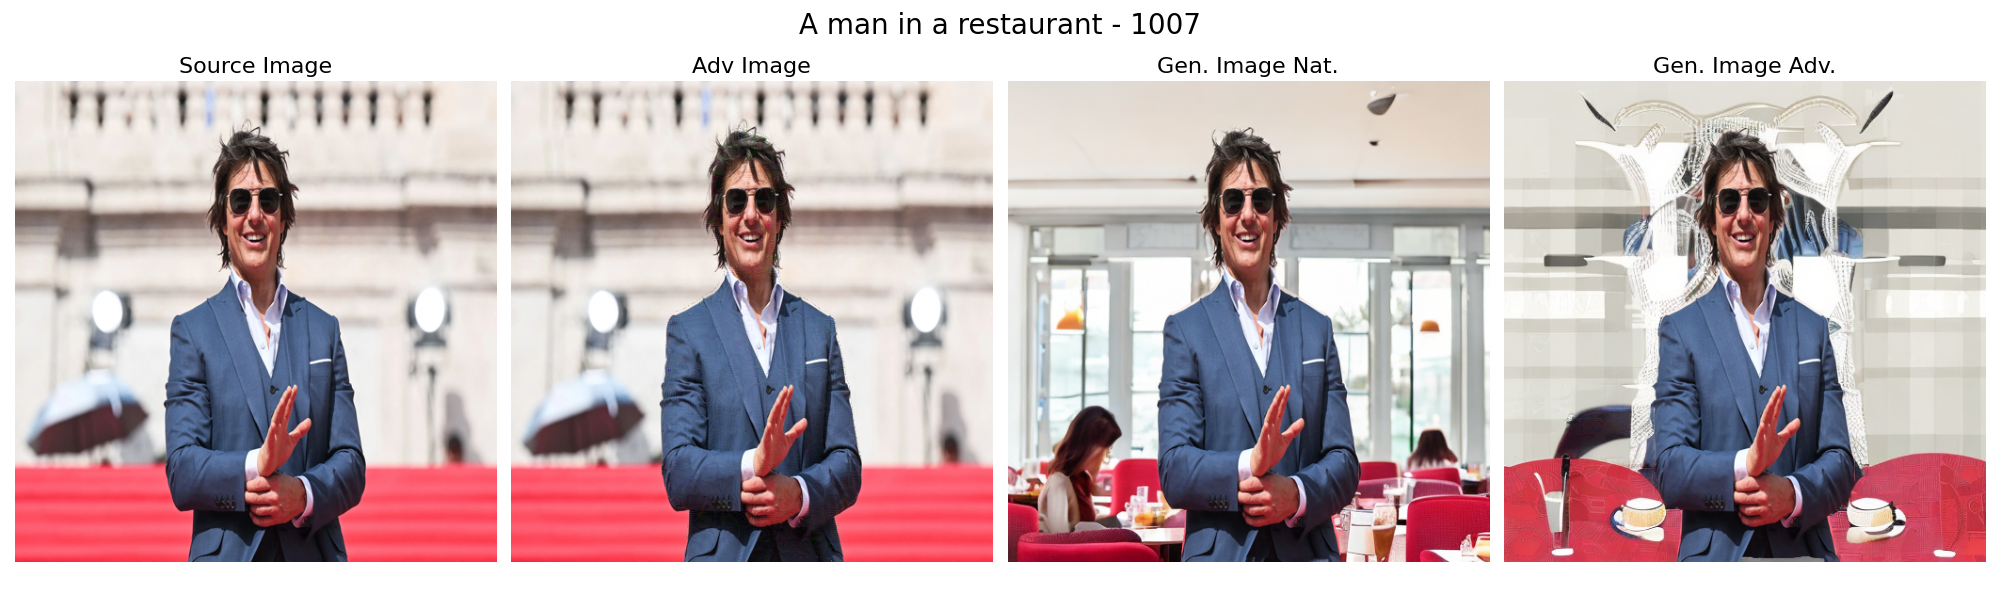 A man in a restaurant - 1007
Source Image
Adv Image
Gen. Image Nat.
Gen. Image Adv.